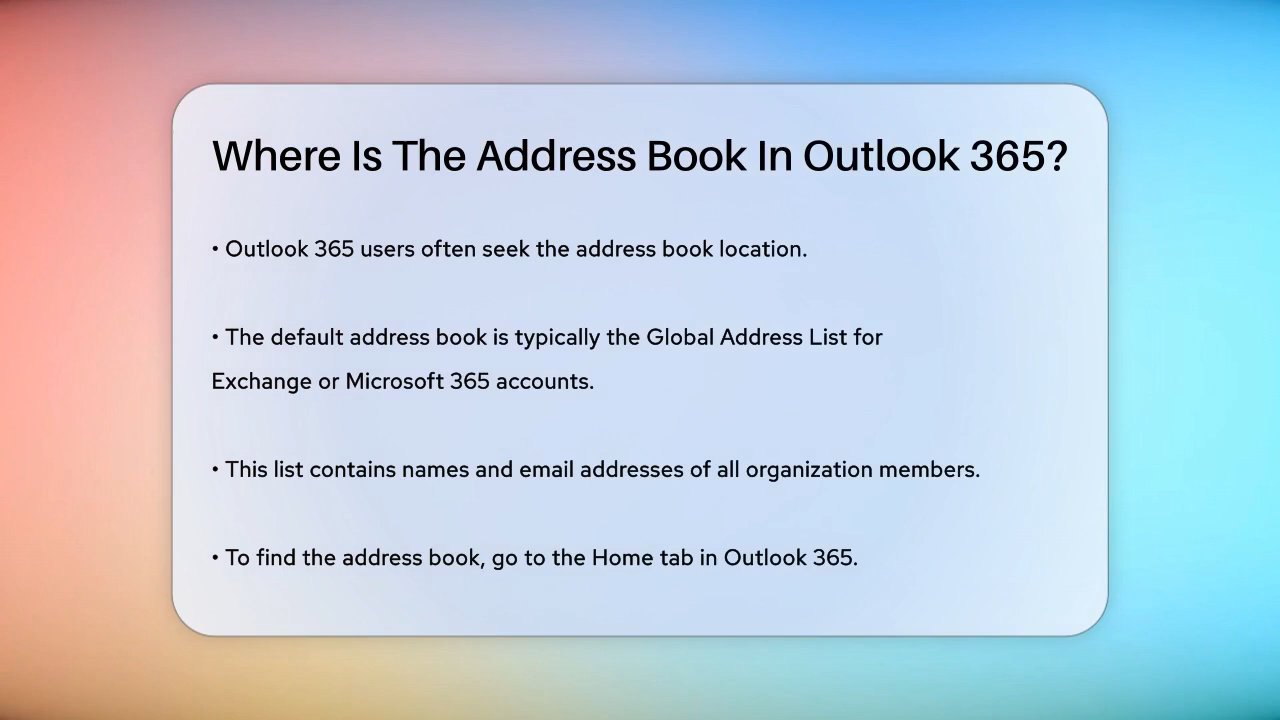 Where Is The Address Book In Outlook 365?
• Outlook 365 users often seek the address book location.
• The default address book is typically the Global Address List for
Exchange or Microsoft 365 accounts.
• This list contains names and email addresses of all organization members.
• To find the address book, go to the Home tab in Outlook 365.